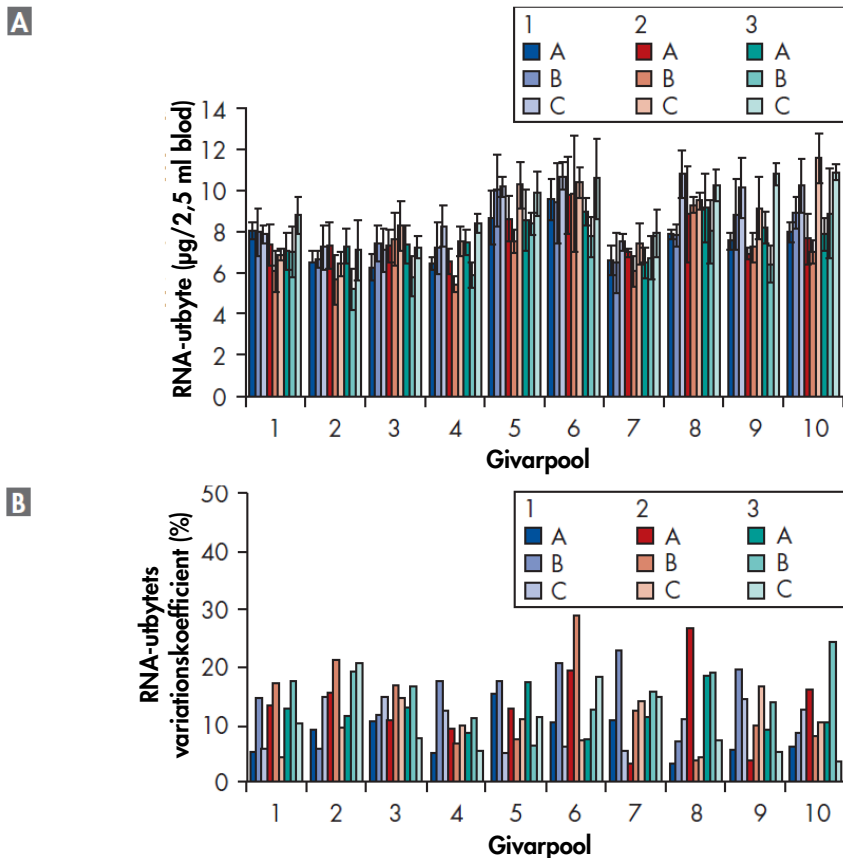 A
1 2 3
A A A
B B B
C C C
14
12
10
8
6
4
2
0
RNA-utbyte (µg/2,5 ml blod)
1 2 3 4 5 6 7 8 9 10
Givarpool
B
50
40
30
20
10
0
RNA-utbytets
variationskoefficient (%)
1 2 3
A A A
B B B
C C C
1 2 3 4 5 6 7 8 9 10
Givarpool